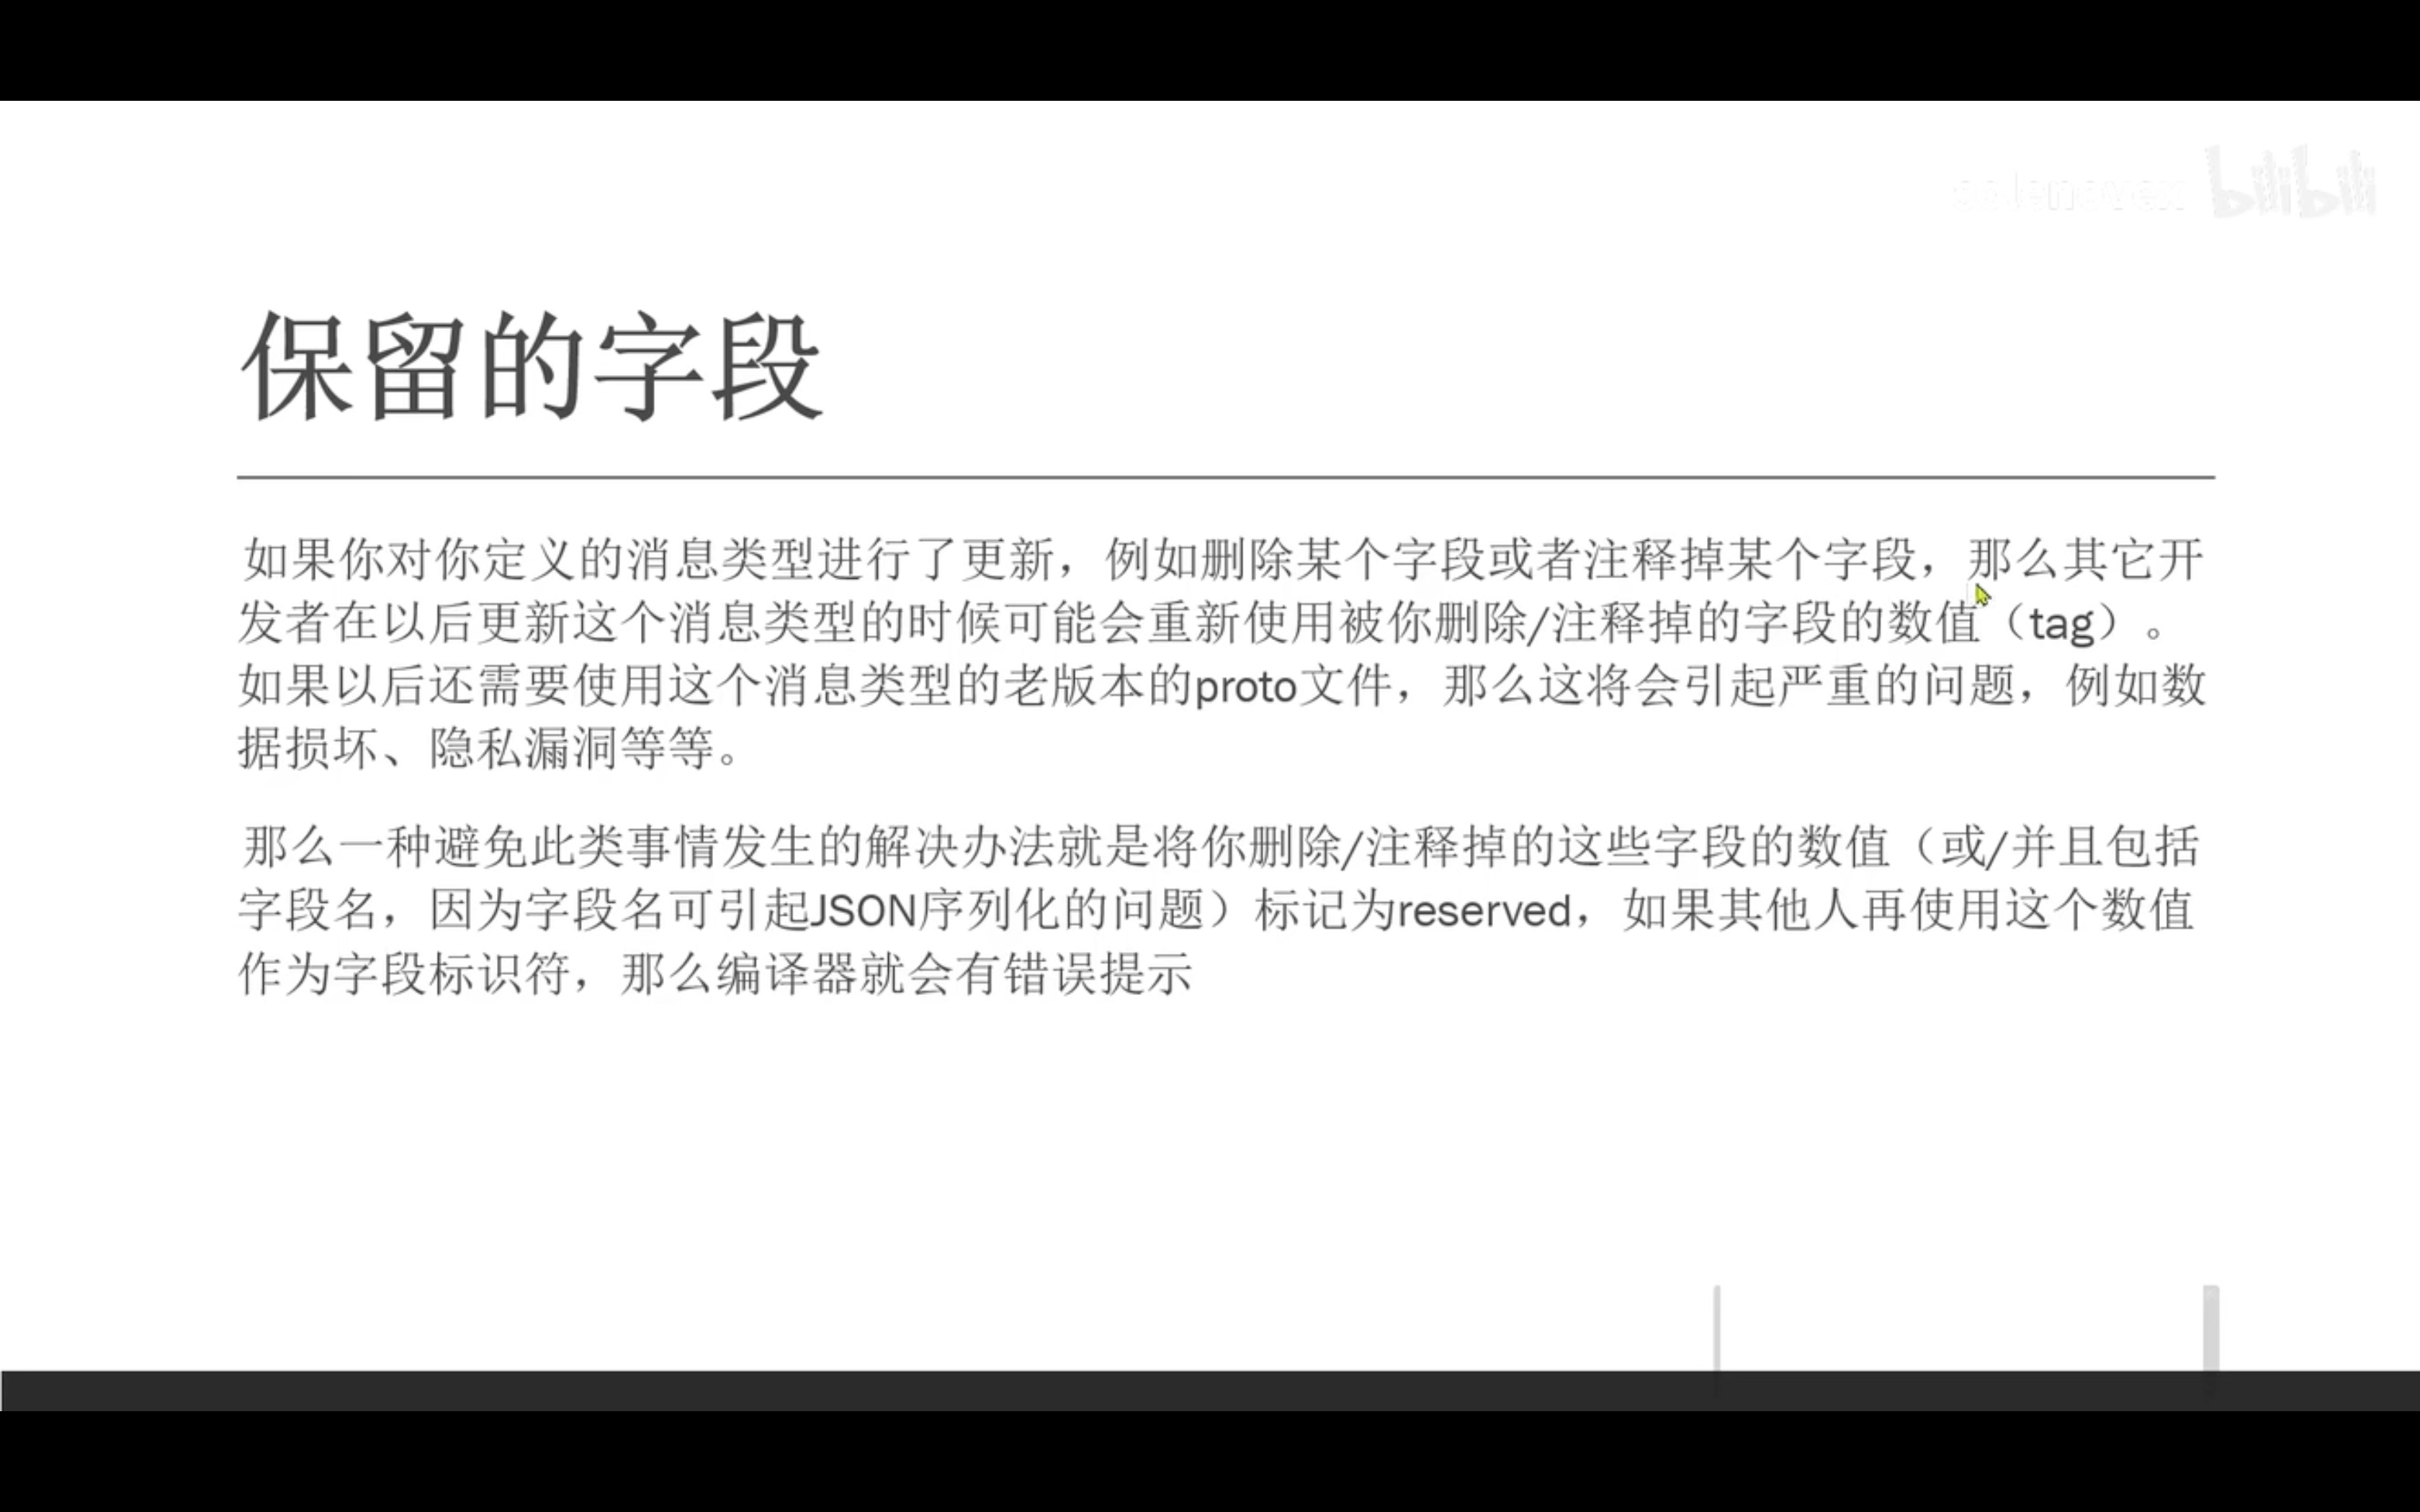 bilibili
保留的字段
如果你对你定义的消息类型进行了更新，例如删除某个字段或者注释掉某个字段，那么其它开
发者在以后更新这个消息类型的时候可能会重新使用被你删除/注释掉的字段的数值（tag）。
如果以后还需要使用这个消息类型的老版本的proto文件，那么这将会引起严重的问题，例如数
据损坏、隐私漏洞等等。
那么一种避免此类事情发生的解决办法就是将你删除/注释掉的这些字段的数值（或/并且包括
字段名，因为字段名可引起JSON序列化的问题）标记为reserved，如果其他人再使用这个数值
作为字段标识符，那么编译器就会有错误提示